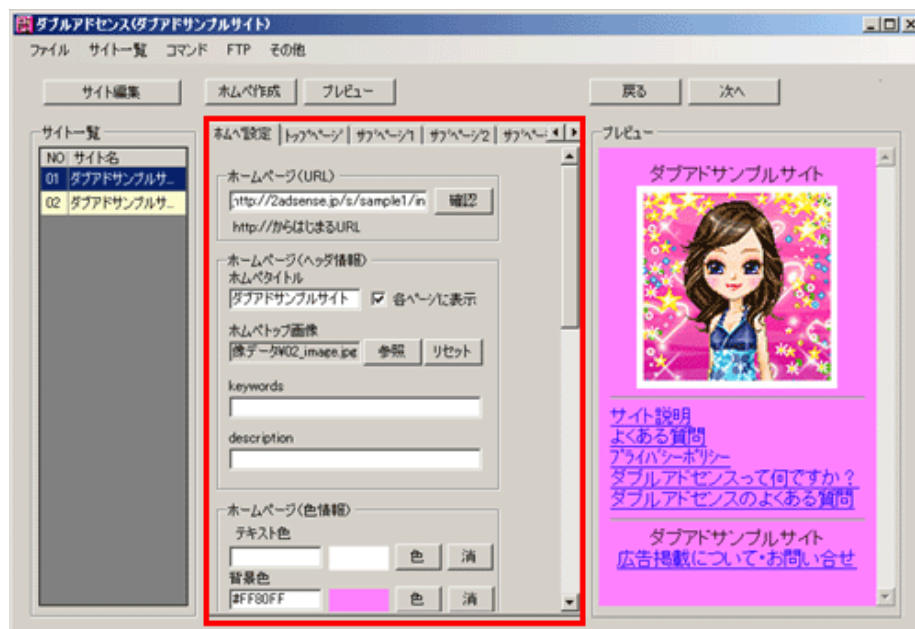 ダブルアドセンス(ダブアドサンプルサイト)
ファイル サイト一覧 コマンド FTP その他
サイト編集 ホムペ作成 プレビュー 戻る 次へ
サイト一覧
NO サイト名
01 ダブアドサンプルサ...
02 ダブアドサンプルサ...
ホムペ設定 トップページ サブページ1 サブページ2 サブページ
ホームページ(URL)
http://2adsense.jp/s/sample1/in 確認
http://からはじまるURL
ホームページ(ヘッダ情報)
ホムペタイトル
ダブアドサンプルサイト 各ページに表示
ホムペトップ画像
像データ¥02_image.jpg 参照 リセット
keywords
description
ホームページ(色情報)
テキスト色
色 消
背景色
#FF80FF 色 消
プレビュー
ダブアドサンプルサイト
サイト説明
よくある質問
プライバシーポリシー
ダブルアドセンスって何ですか?
ダブルアドセンスのよくある質問
ダブアドサンプルサイト
広告掲載について・お問い合せ